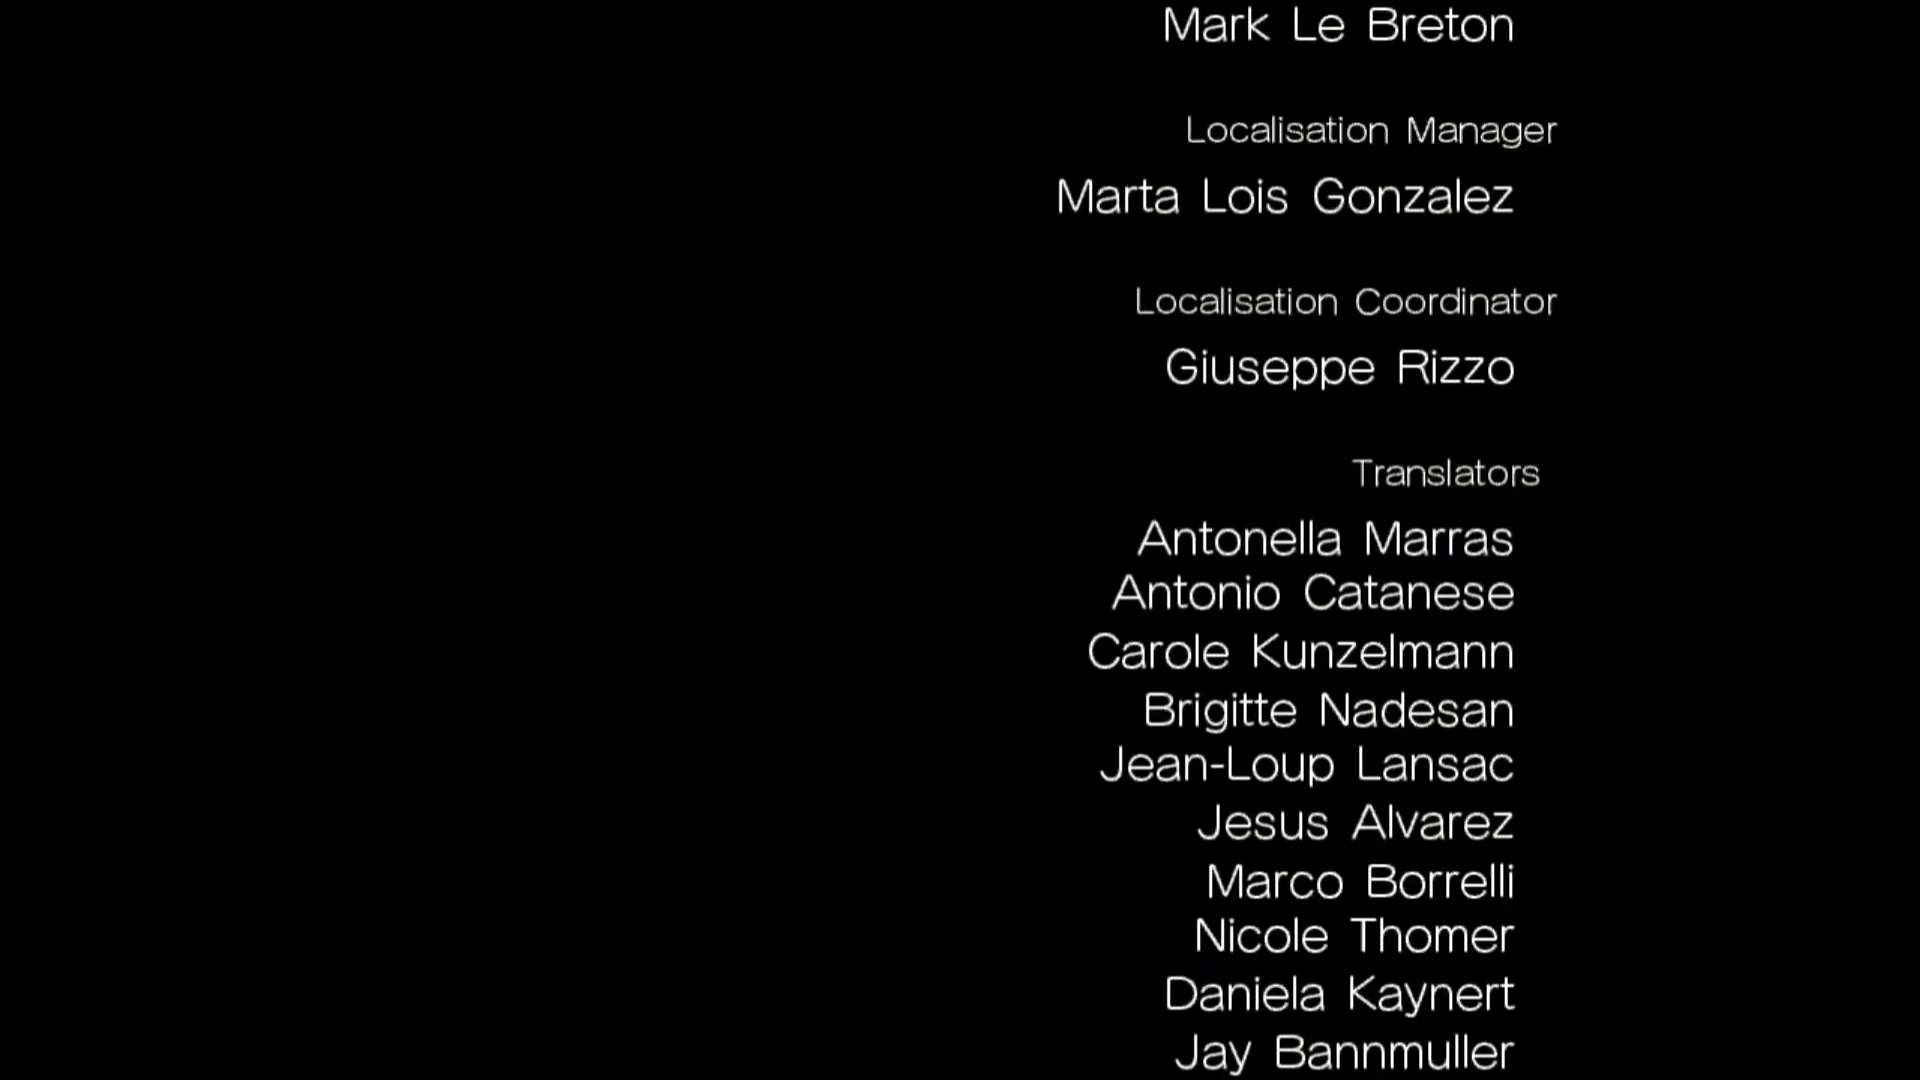 Mark Le Breton
Localisation Manager
Marta Lois Gonzalez
Localisation Coordinator
Giuseppe Rizzo
Translators
Antonella Marras
Antonio Catanese
Carole Kunzelmann
Brigitte Nadesan
Jean-Loup Lansac
Jesus Alvarez
Marco Borrelli
Nicole Thomer
Daniela Kaynert
Jay Bannmuller